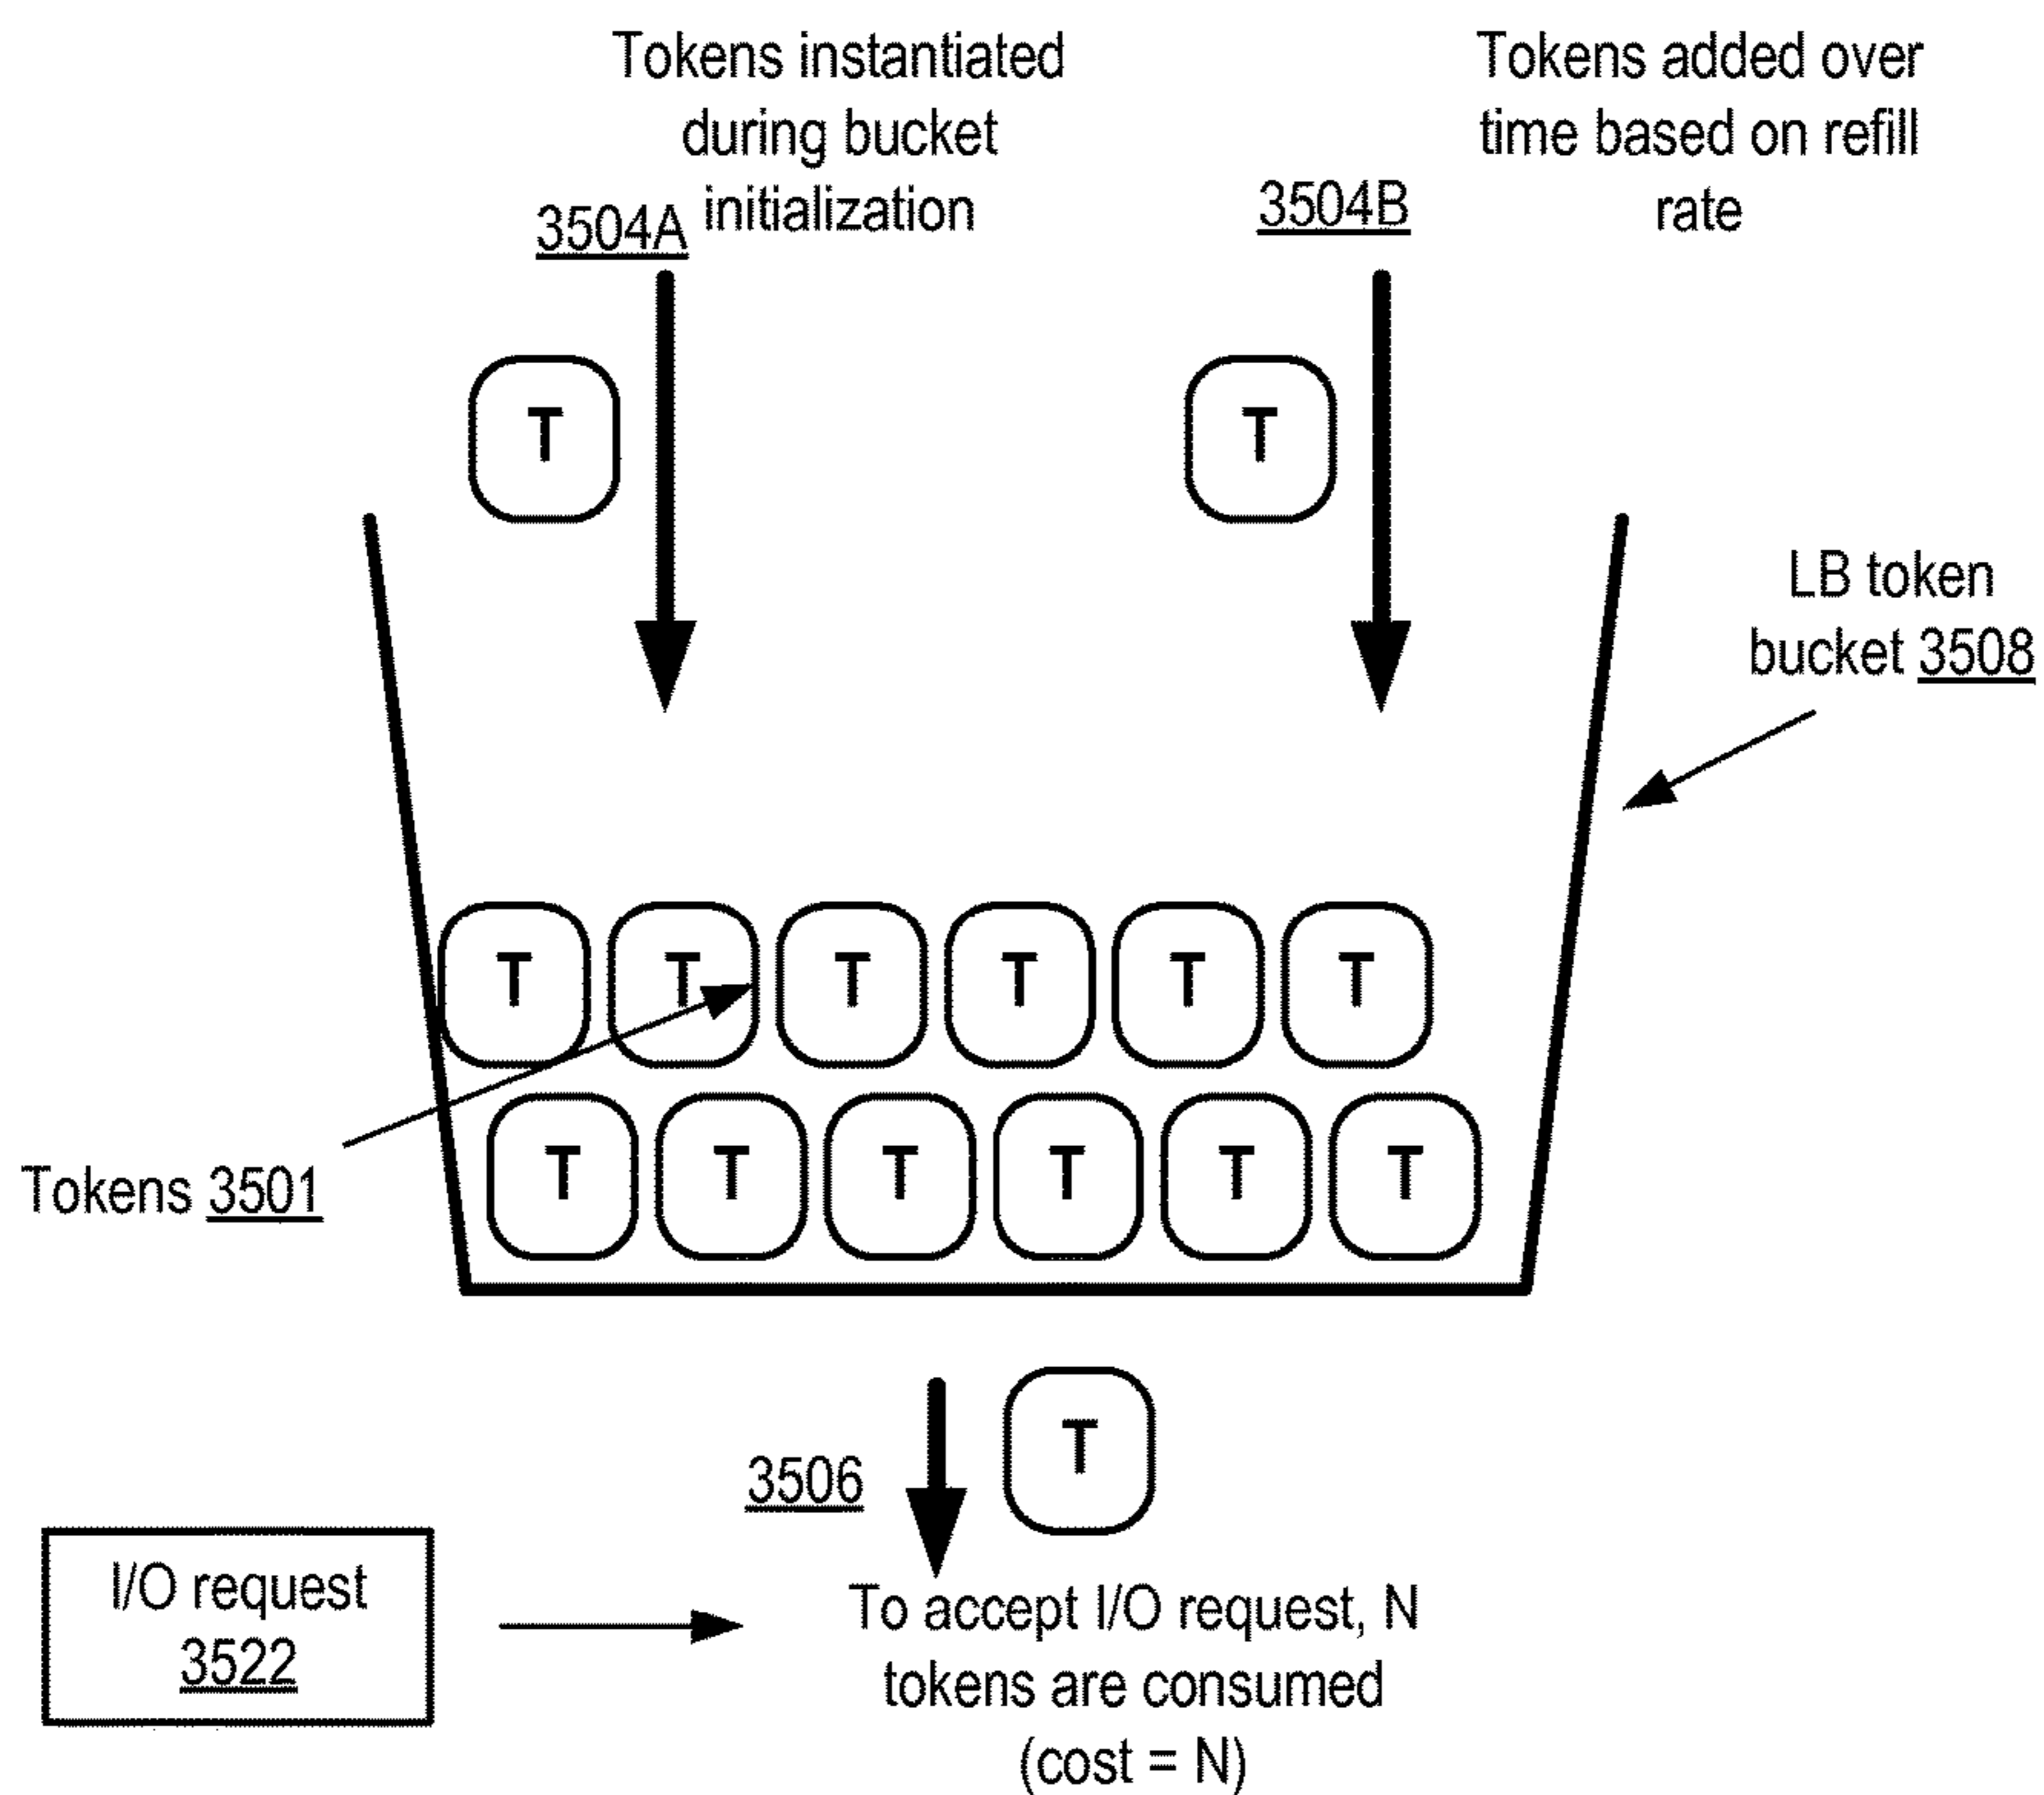 Tokens instantiated
during bucket
initialization
3504A
Tokens added over
time based on refill
rate
3504B
T
T
LB token
bucket 3508
T T T T T T
T T T T T T
Tokens 3501
T
3506
I/O request
3522
To accept I/O request, N
tokens are consumed
(cost = N)